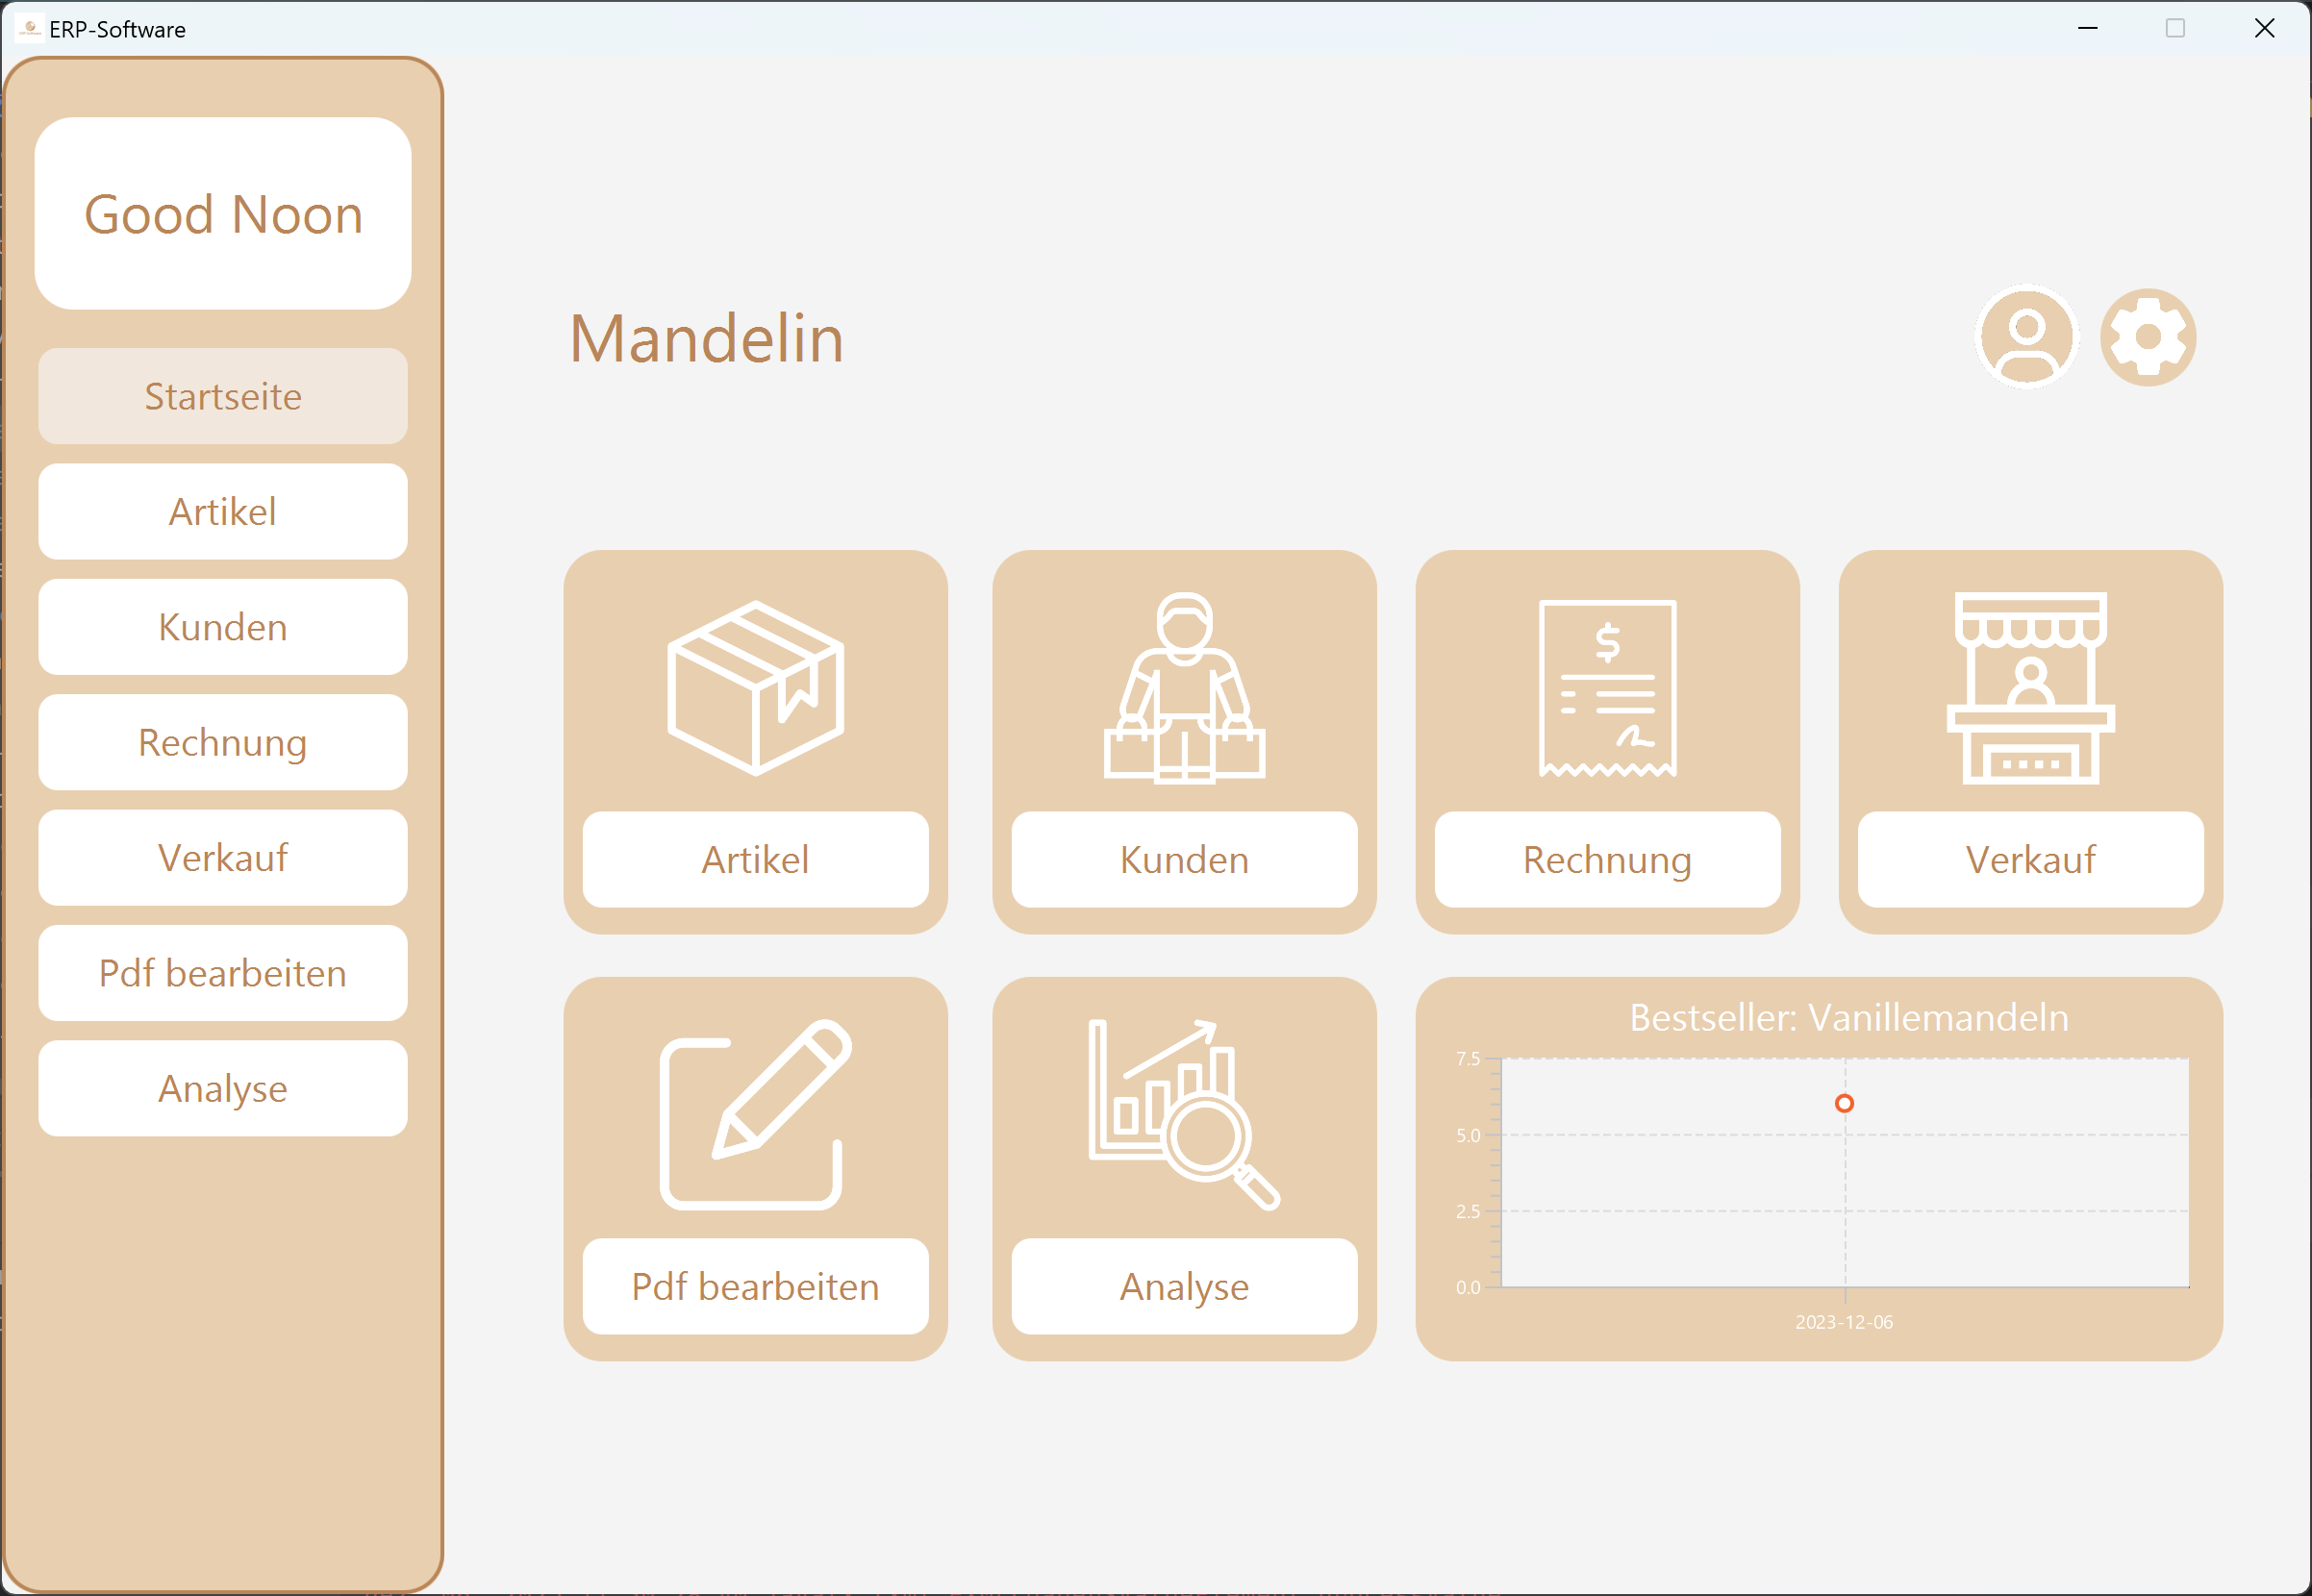 ERP-Software
Good Noon
Startseite
Artikel
Kunden
Rechnung
Verkauf
Pdf bearbeiten
Analyse
Mandelin
$
Artikel
Kunden
Rechnung
Verkauf
Pdf bearbeiten
Analyse
Bestseller: Vanillemandeln
7.5
5.0
2.5
0.0
2023-12-06